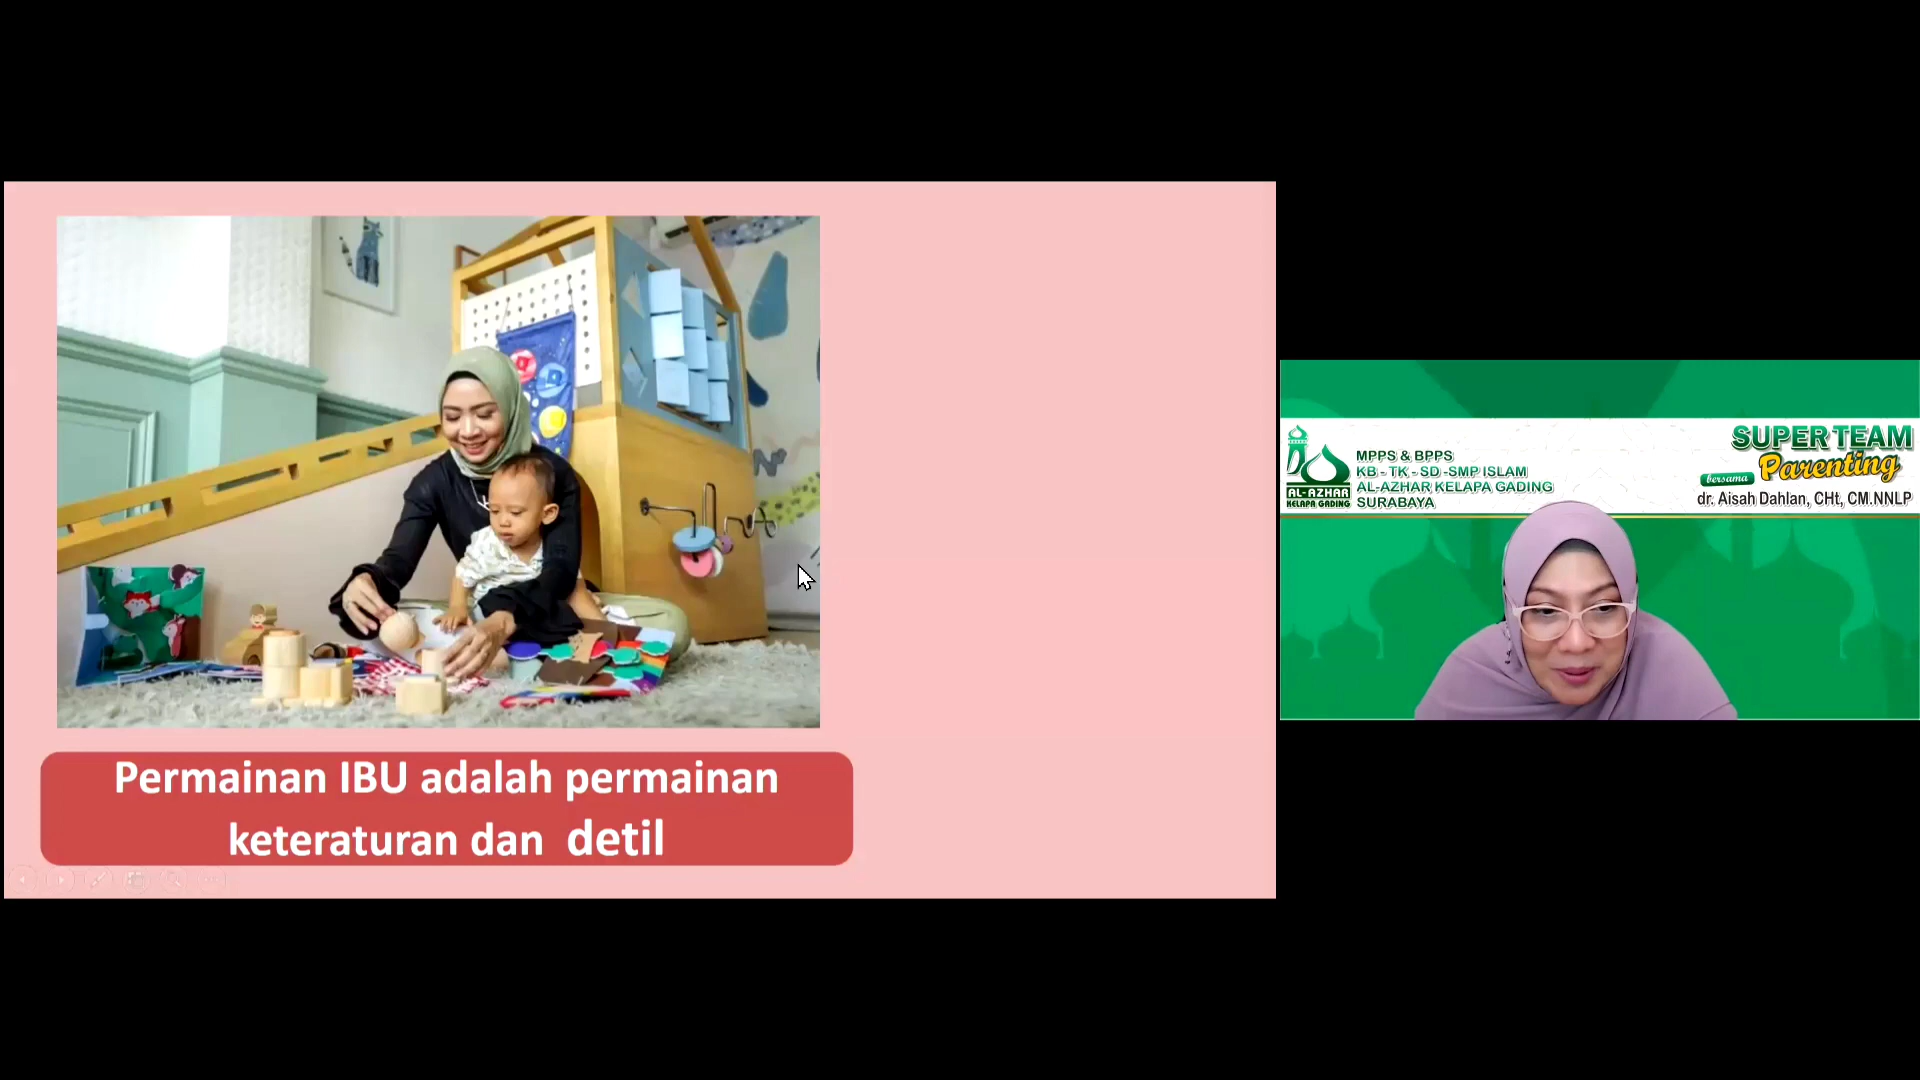 Permainan IBU adalah permainan
keteraturan dan detil
AL-AZHAR
KELAPA GADING
MPPS & BPPS
KB - TK - SD -SMP ISLAM
AL-AZHAR KELAPA GADING
SURABAYA
SUPER TEAM
bersama Parenting
dr. Aisah Dahlan, CHt, CM.NNLP